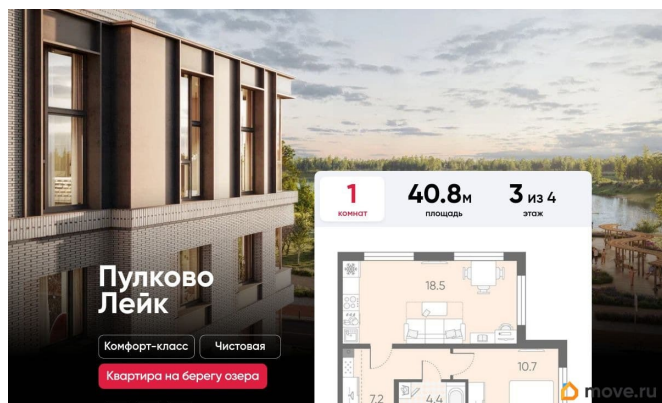 1
комнат
40.8м
площадь
3 из 4
этаж
Пулково
Лейк
Комфорт-класс
Чистовая
Квартира на берегу озера
18.5
10.7
7.2
4.4
move.ru